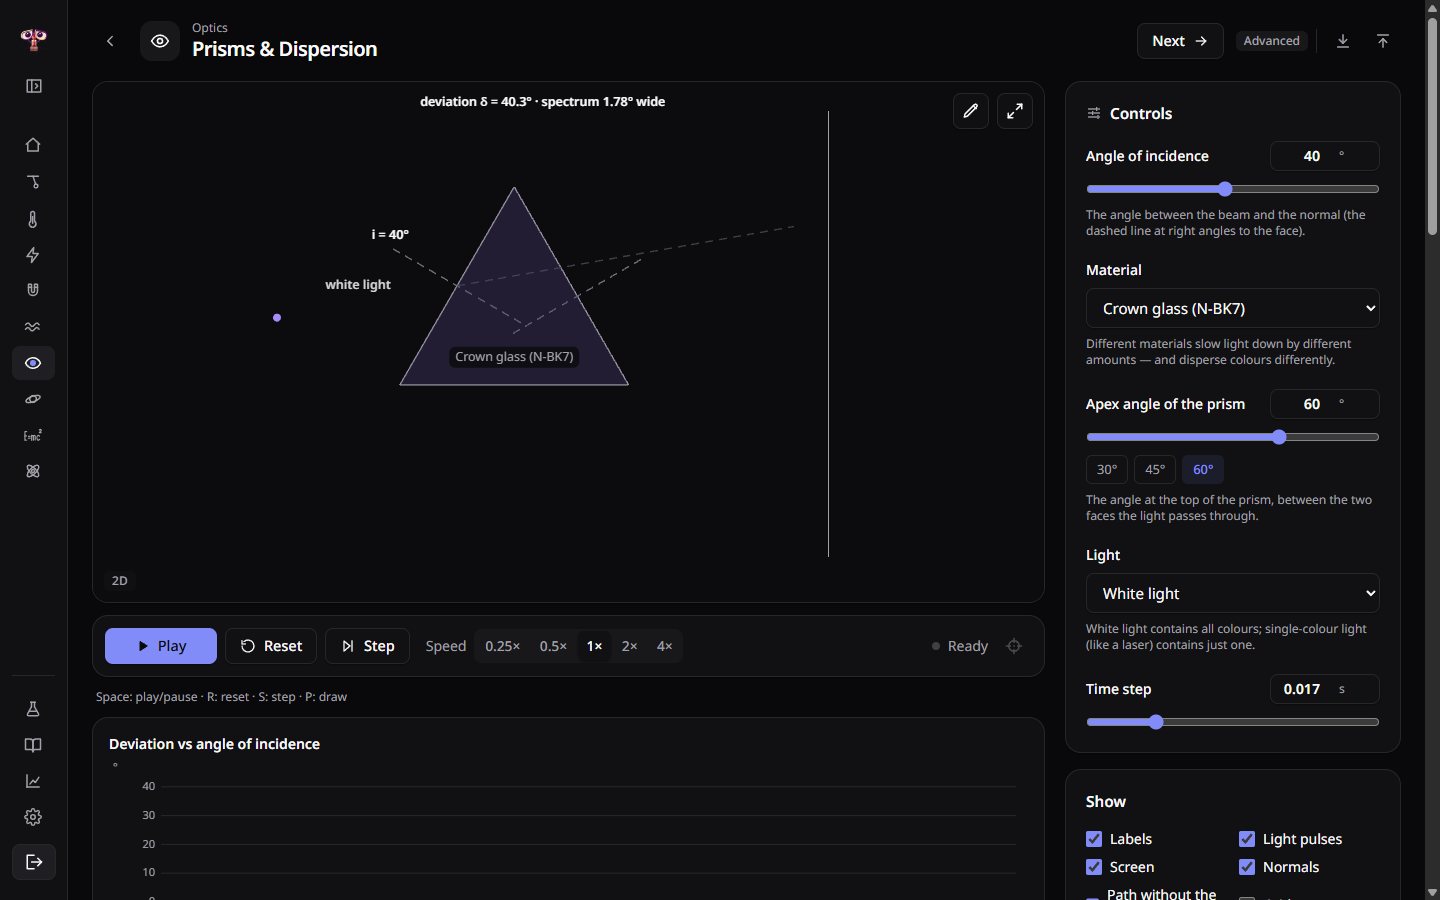 Optics
Prisms & Dispersion
Next
Advanced
deviation δ = 40.3° · spectrum 1.78° wide
i = 40°
white light
Crown glass (N-BK7)
2D
Play
Reset
Step
Speed
0.25×
0.5×
1×
2×
4×
Ready
Space: play/pause · R: reset · S: step · P: draw
Deviation vs angle of incidence
°
40
30
20
10
0
E=mc²
Controls
Angle of incidence
40 °
The angle between the beam and the normal (the
dashed line at right angles to the face).
Material
Crown glass (N-BK7)
Different materials slow light down by different
amounts — and disperse colours differently.
Apex angle of the prism
60 °
30°
45°
60°
The angle at the top of the prism, between the two
faces the light passes through.
Light
White light
White light contains all colours; single-colour light
(like a laser) contains just one.
Time step
0.017 s
Show
Labels
Light pulses
Screen
Normals
Path without the